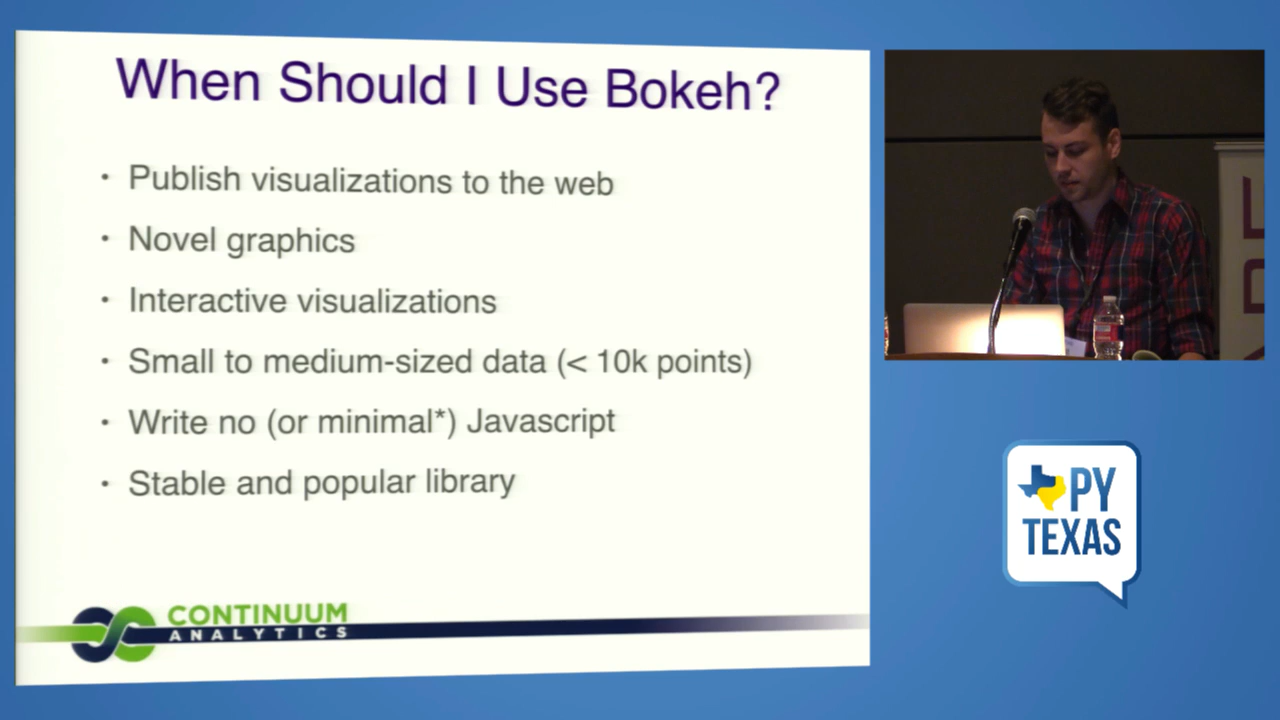 When Should I Use Bokeh?
· Publish visualizations to the web
· Novel graphics
· Interactive visualizations
· Small to medium-sized data (< 10k points)
· Write no (or minimal*) Javascript
· Stable and popular library
CONTINUUM
ANALYTICS
PY
TEXAS